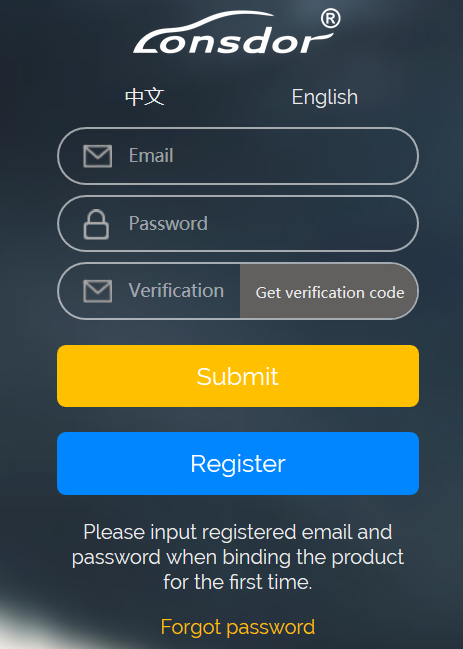 Lonsdor®
中文 English
Email
Password
Verification Get verification code
Submit
Register
Please input registered email and
password when binding the product
for the first time.
Forgot password